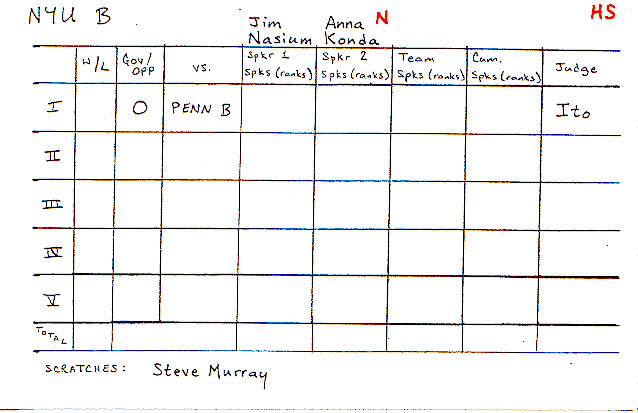 NYU B
Jim Anna N HS
Nasium Konda
W/L Gov/ OPP vs. Spkr 1 Spks (ranks) Spkr 2 Spks (ranks) Team Spks (ranks) Cum. Spks (ranks) Judge
I O PENN B Ito
II
III
IV
V
TOTAL
SCRATCHES: Steve Murray